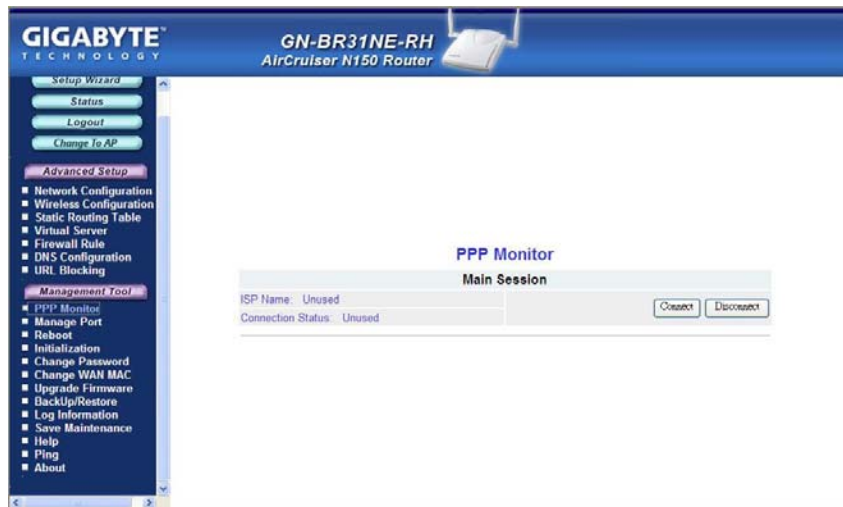 GIGABYTE™
TECHNOLOGY
GN-BR31NE-RH
AirCruiser N150 Router
Setup Wizard
Status
Logout
Change To AP
Advanced Setup
Network Configuration
Wireless Configuration
Static Routing Table
Virtual Server
Firewall Rule
DNS Configuration
URL Blocking
Management Tool
PPP Monitor
Manage Port
Reboot
Initialization
Change Password
Change WAN MAC
Upgrade Firmware
BackUp/Restore
Log Information
Save Maintenance
Help
Ping
About
PPP Monitor
Main Session
ISP Name: Unused
Connection Status: Unused
Connect
Disconnect